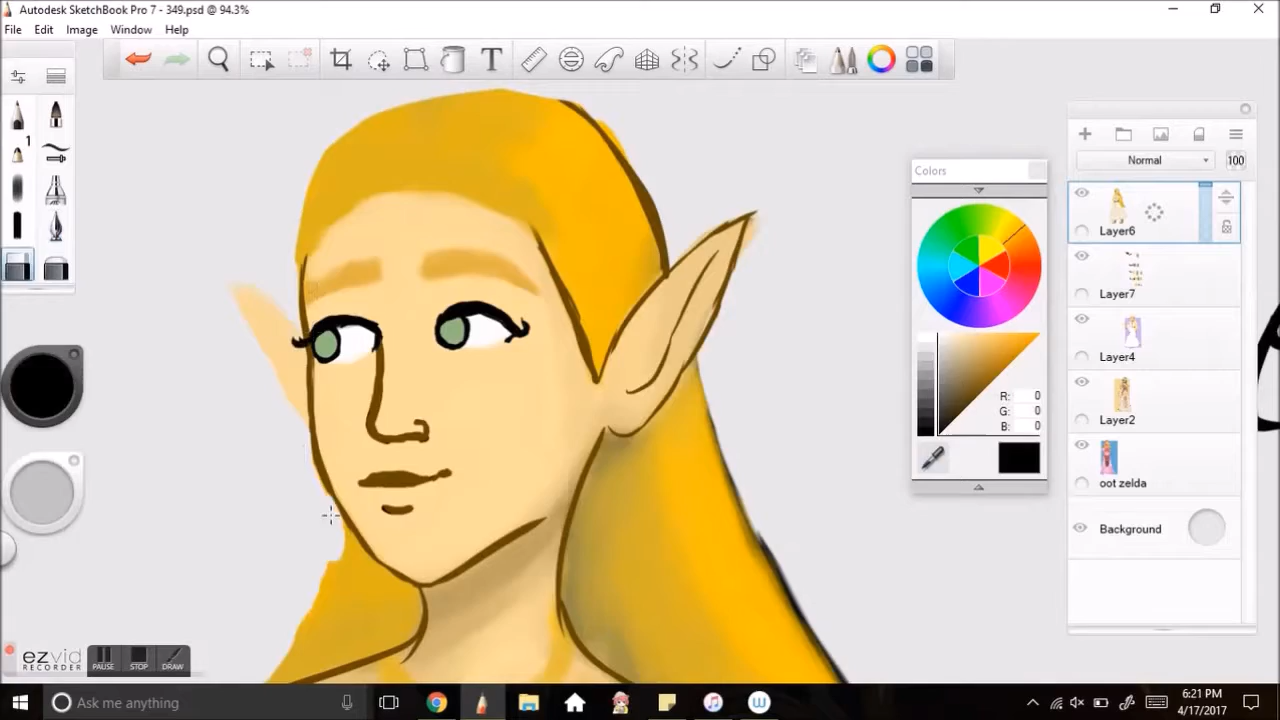 Autodesk SketchBook Pro 7 - 349.psd @ 94.3%
File Edit Image Window Help
T
1
Colors
Normal 100
Layer6
Layer7
Layer4
Layer2
oot zelda
Background
R: 0
G: 0
B: 0
ezvid
RECORDER
PAUSE STOP DRAW
Ask me anything
W
6:21 PM
4/17/2017